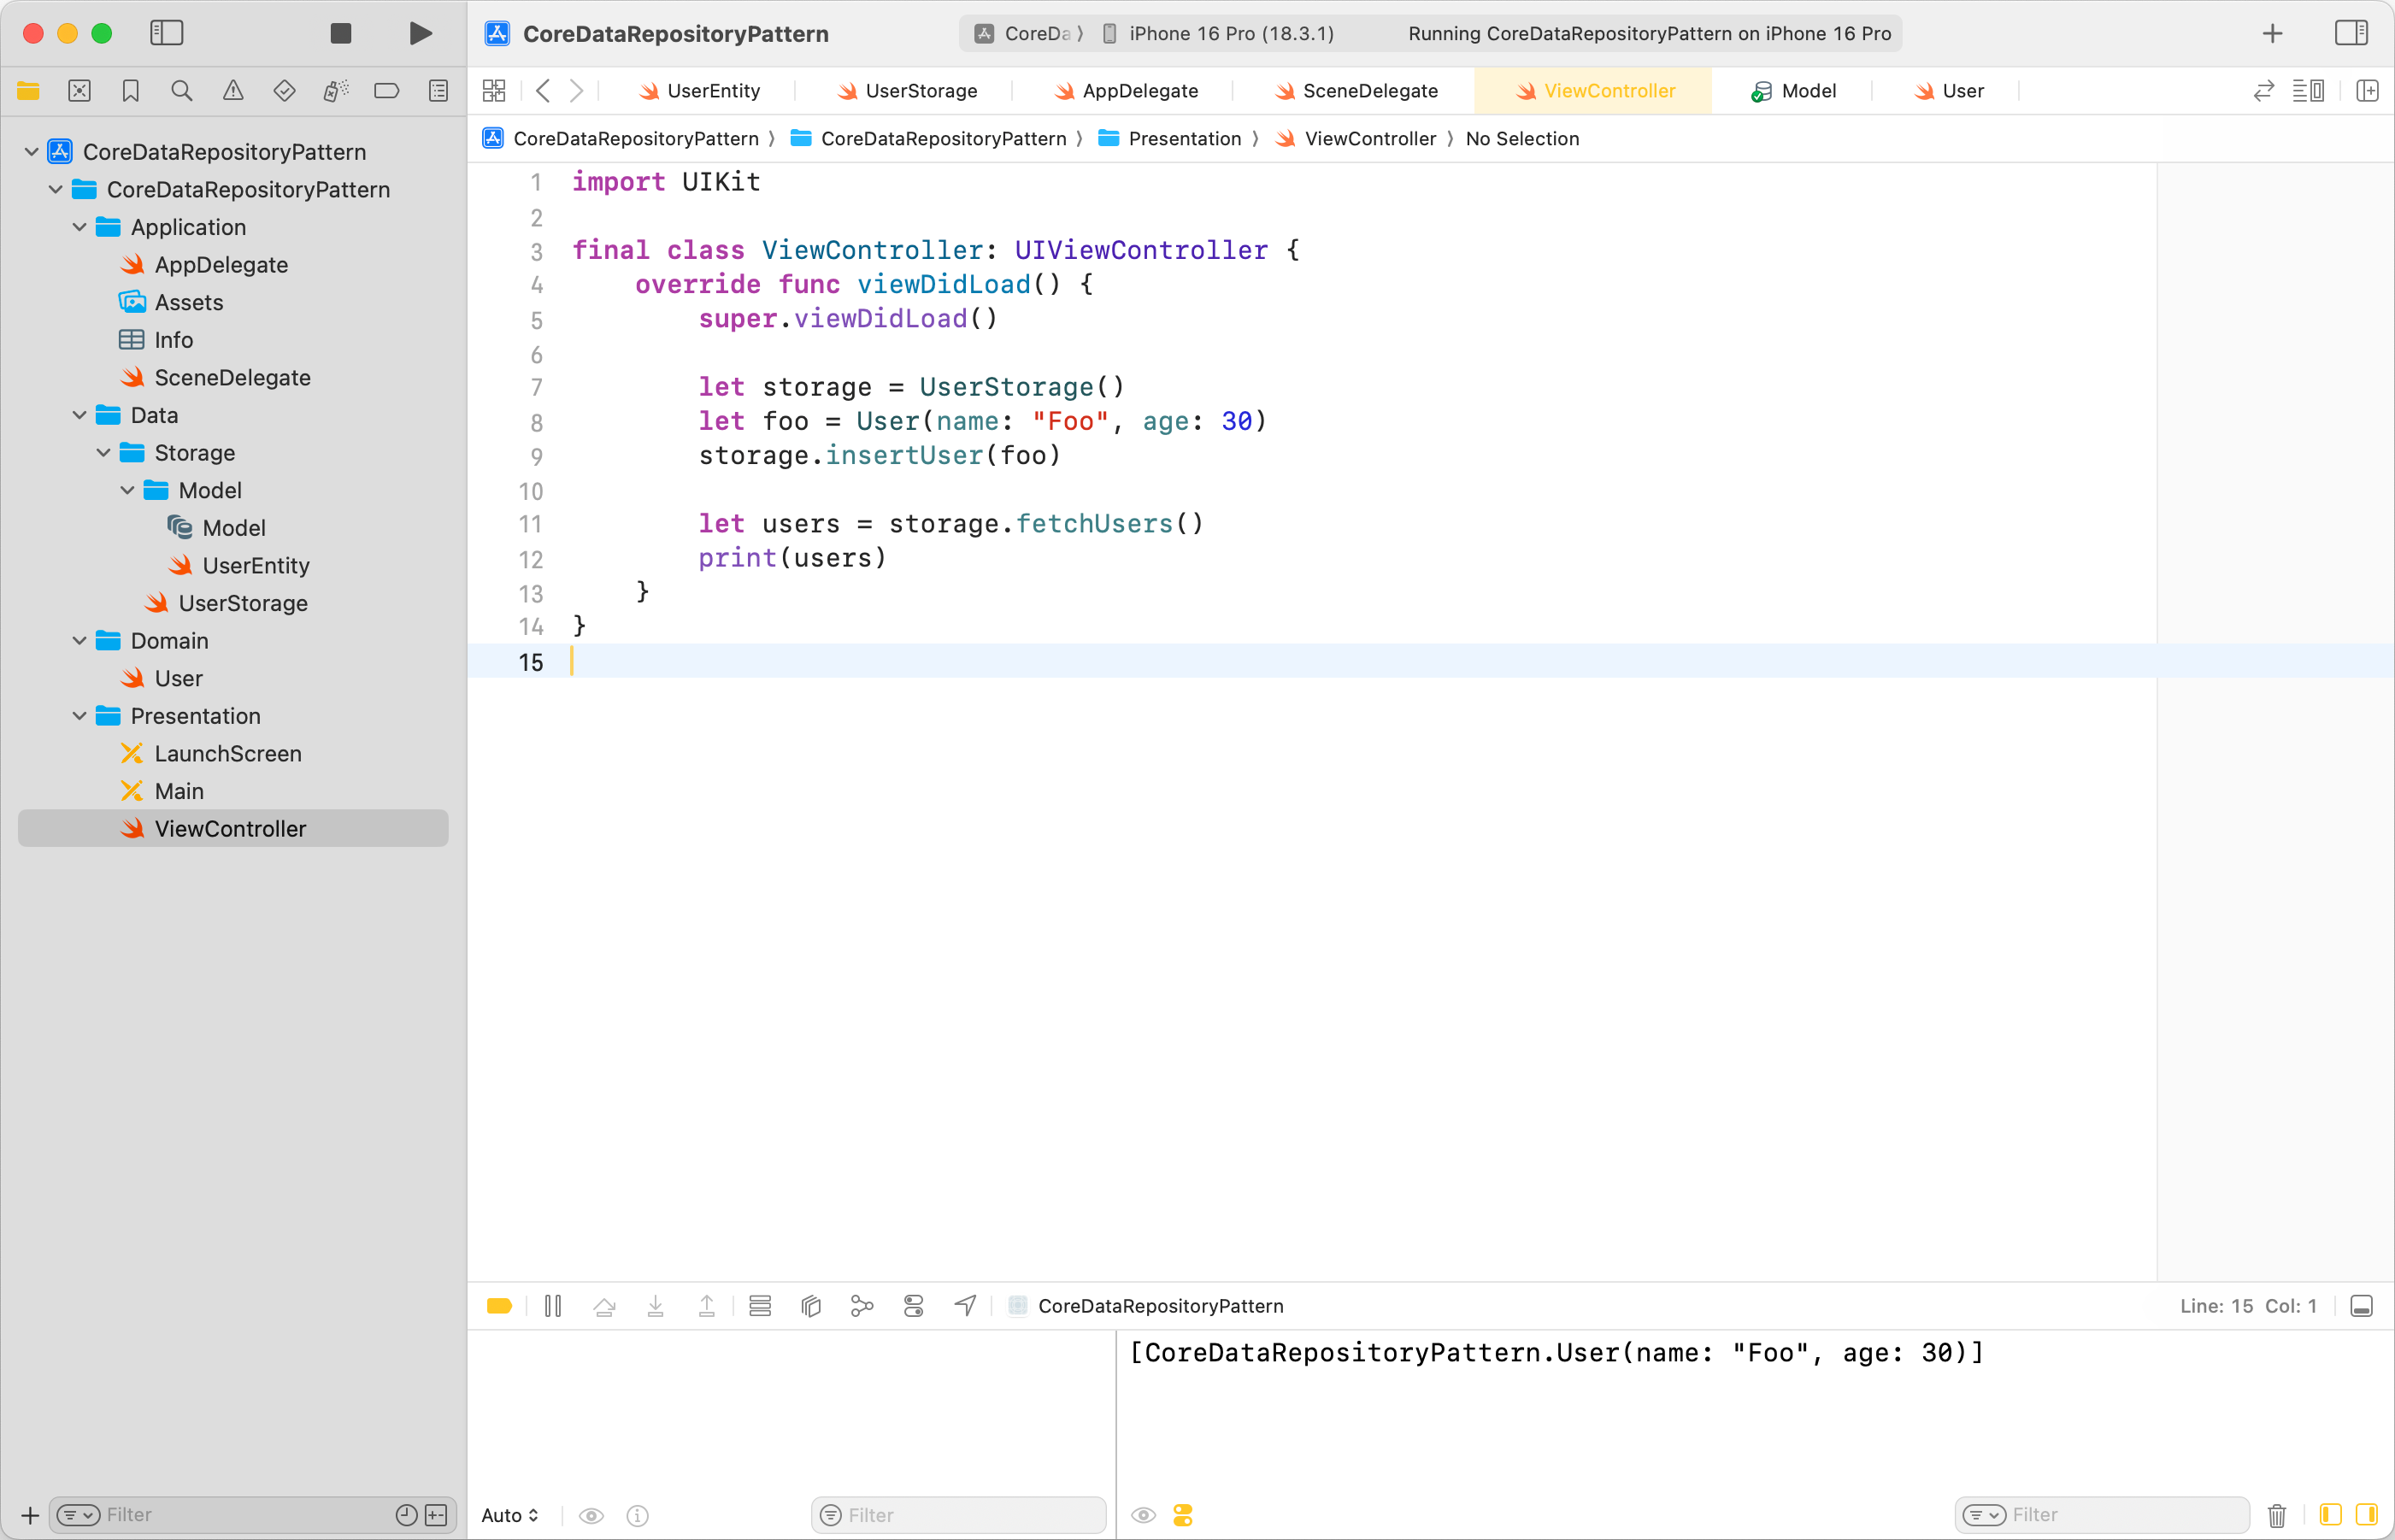 CoreDataRepositoryPattern
CoreDa
iPhone 16 Pro (18.3.1)
Running CoreDataRepositoryPattern on iPhone 16 Pro
UserEntity
UserStorage
AppDelegate
SceneDelegate
ViewController
Model
User
CoreDataRepositoryPattern 〉 CoreDataRepositoryPattern 〉 Presentation 〉 ViewController 〉 No Selection
CoreDataRepositoryPattern
CoreDataRepositoryPattern
Application
AppDelegate
Assets
Info
SceneDelegate
Data
Storage
Model
Model
UserEntity
UserStorage
Domain
User
Presentation
LaunchScreen
Main
ViewController
Filter
1 import UIKit
2
3 final class ViewController: UIViewController {
4     override func viewDidLoad() {
5         super.viewDidLoad()
6
7         let storage = UserStorage()
8         let foo = User(name: "Foo", age: 30)
9         storage.insertUser(foo)
10
11         let users = storage.fetchUsers()
12         print(users)
13     }
14 }
15
CoreDataRepositoryPattern
Line: 15 Col: 1
[CoreDataRepositoryPattern.User(name: "Foo", age: 30)]
Auto
Filter
Filter